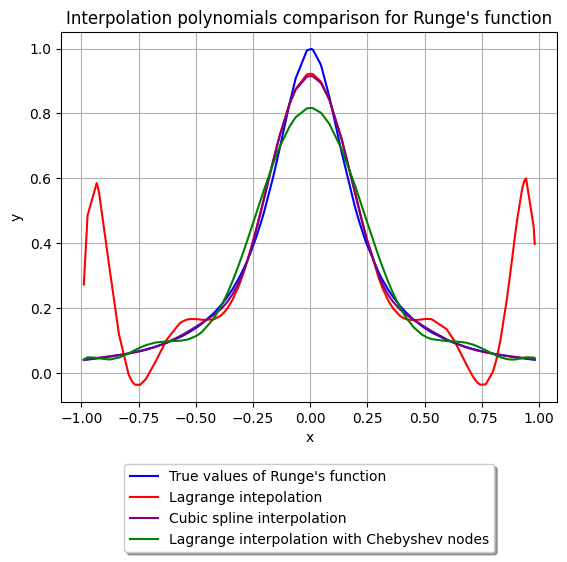 Interpolation polynomials comparison for Runge's function
1.0
0.8
0.6
0.4
0.2
0.0
y
−1.00 −0.75 −0.50 −0.25 0.00 0.25 0.50 0.75 1.00
x
True values of Runge's function
Lagrange intepolation
Cubic spline interpolation
Lagrange interpolation with Chebyshev nodes